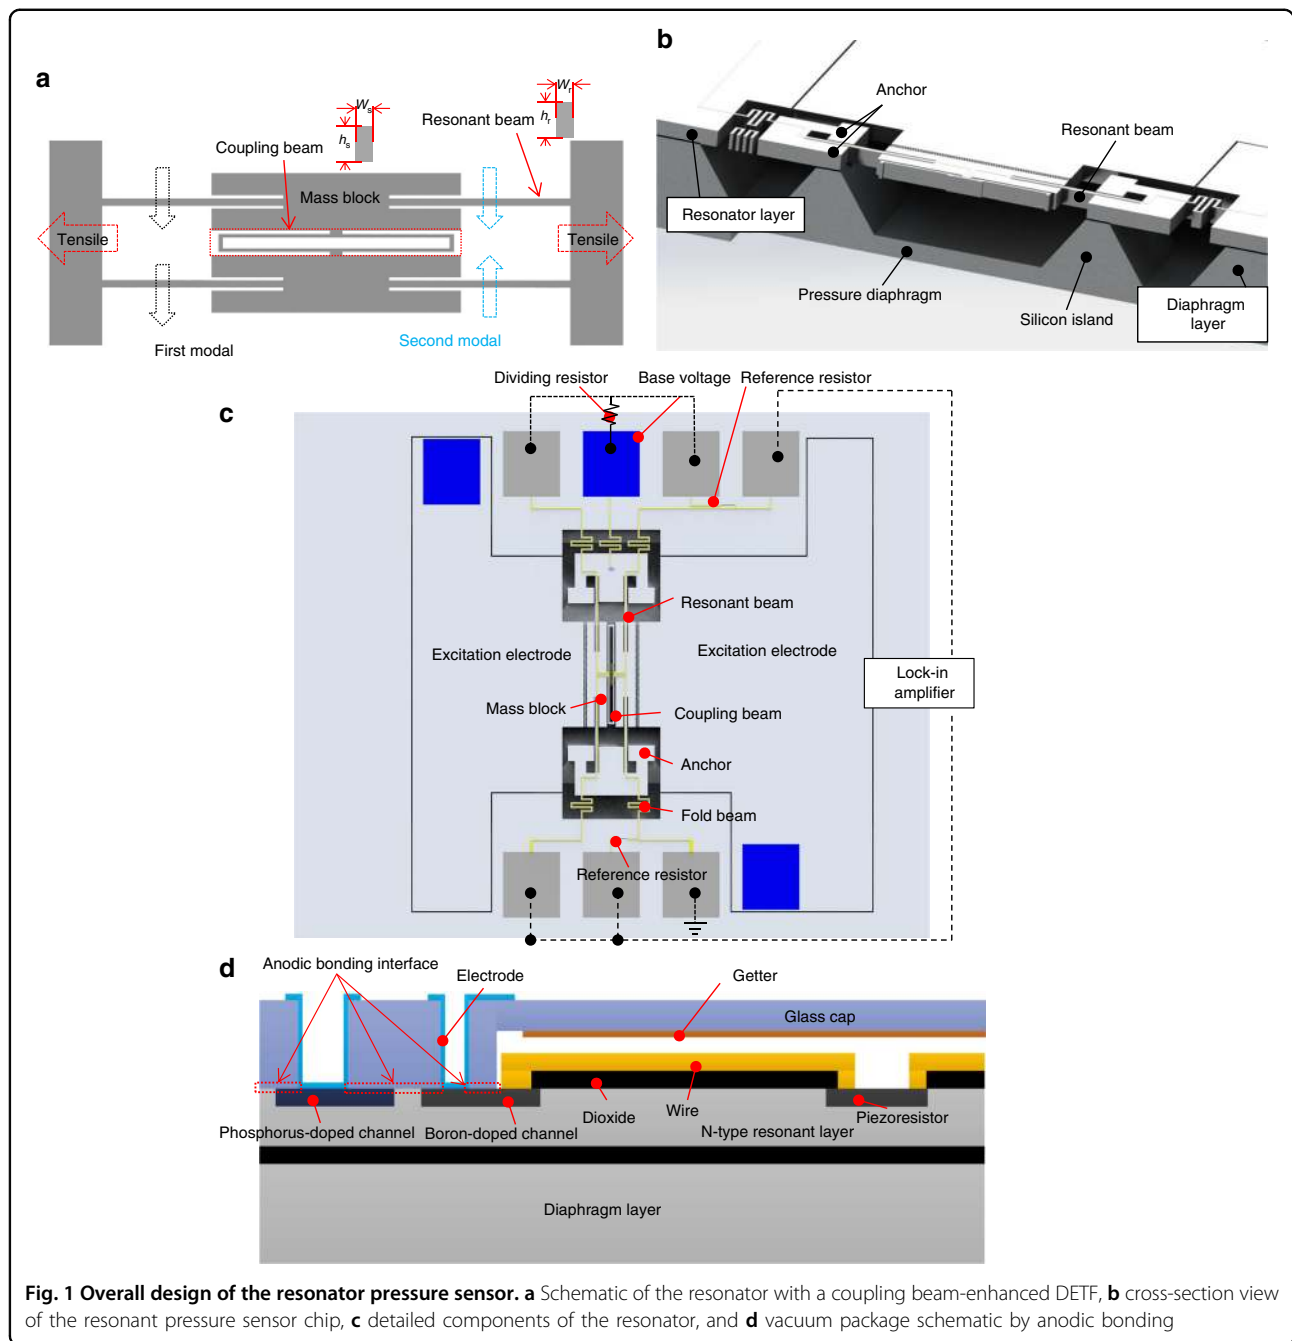 a
Wₛ
hₛ
Wᵣ
hᵣ
Resonant beam
Coupling beam
Mass block
Tensile
Tensile
First modal
Second modal
b
Anchor
Resonant beam
Resonator layer
Pressure diaphragm
Silicon island
Diaphragm
layer
c
Dividing resistor
Base voltage
Reference resistor
Resonant beam
Excitation electrode
Excitation electrode
Lock-in
amplifier
Mass block
Coupling beam
Anchor
Fold beam
Reference resistor
d
Anodic bonding interface
Electrode
Getter
Glass cap
Phosphorus-doped channel
Boron-doped channel
Dioxide
Wire
N-type resonant layer
Piezoresistor
Diaphragm layer
Fig. 1 Overall design of the resonator pressure sensor. a Schematic of the resonator with a coupling beam-enhanced DETF, b cross-section view
of the resonant pressure sensor chip, c detailed components of the resonator, and d vacuum package schematic by anodic bonding